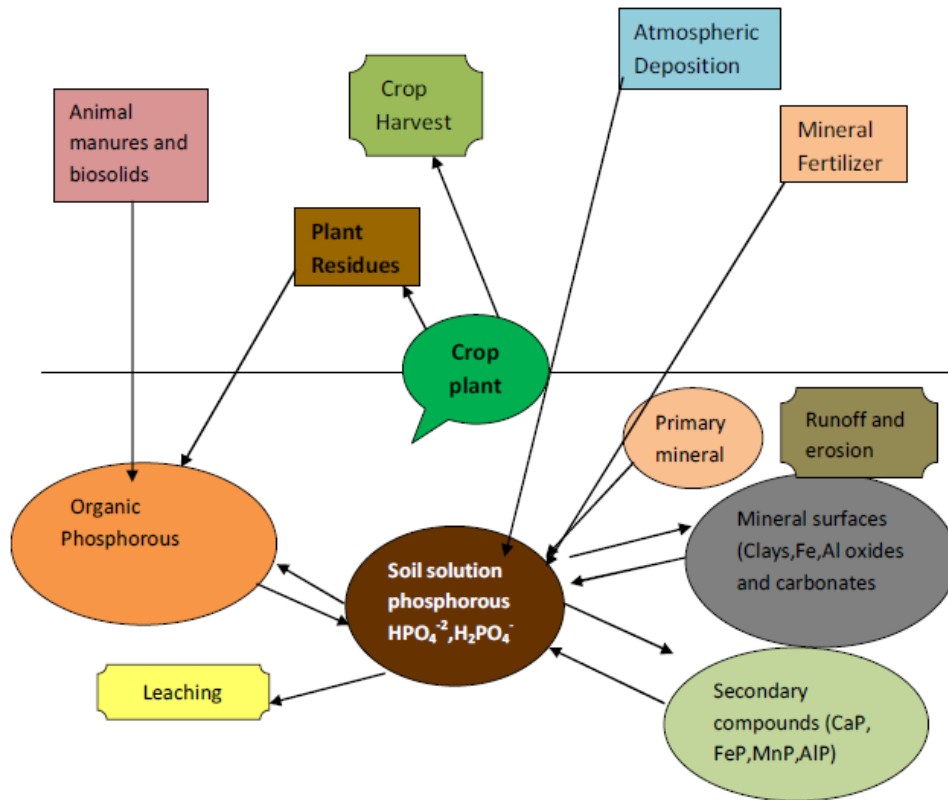 Atmospheric
Deposition
Crop
Harvest
Animal
manures and
biosolids
Mineral
Fertilizer
Plant
Residues
Crop
plant
Primary
mineral
Runoff and
erosion
Organic
Phosphorous
Mineral surfaces
(Clays,Fe,Al oxides
and carbonates
Soil solution
phosphorous
HPO₄⁻²,H₂PO₄⁻
Leaching
Secondary
compounds (CaP,
FeP,MnP,AlP)